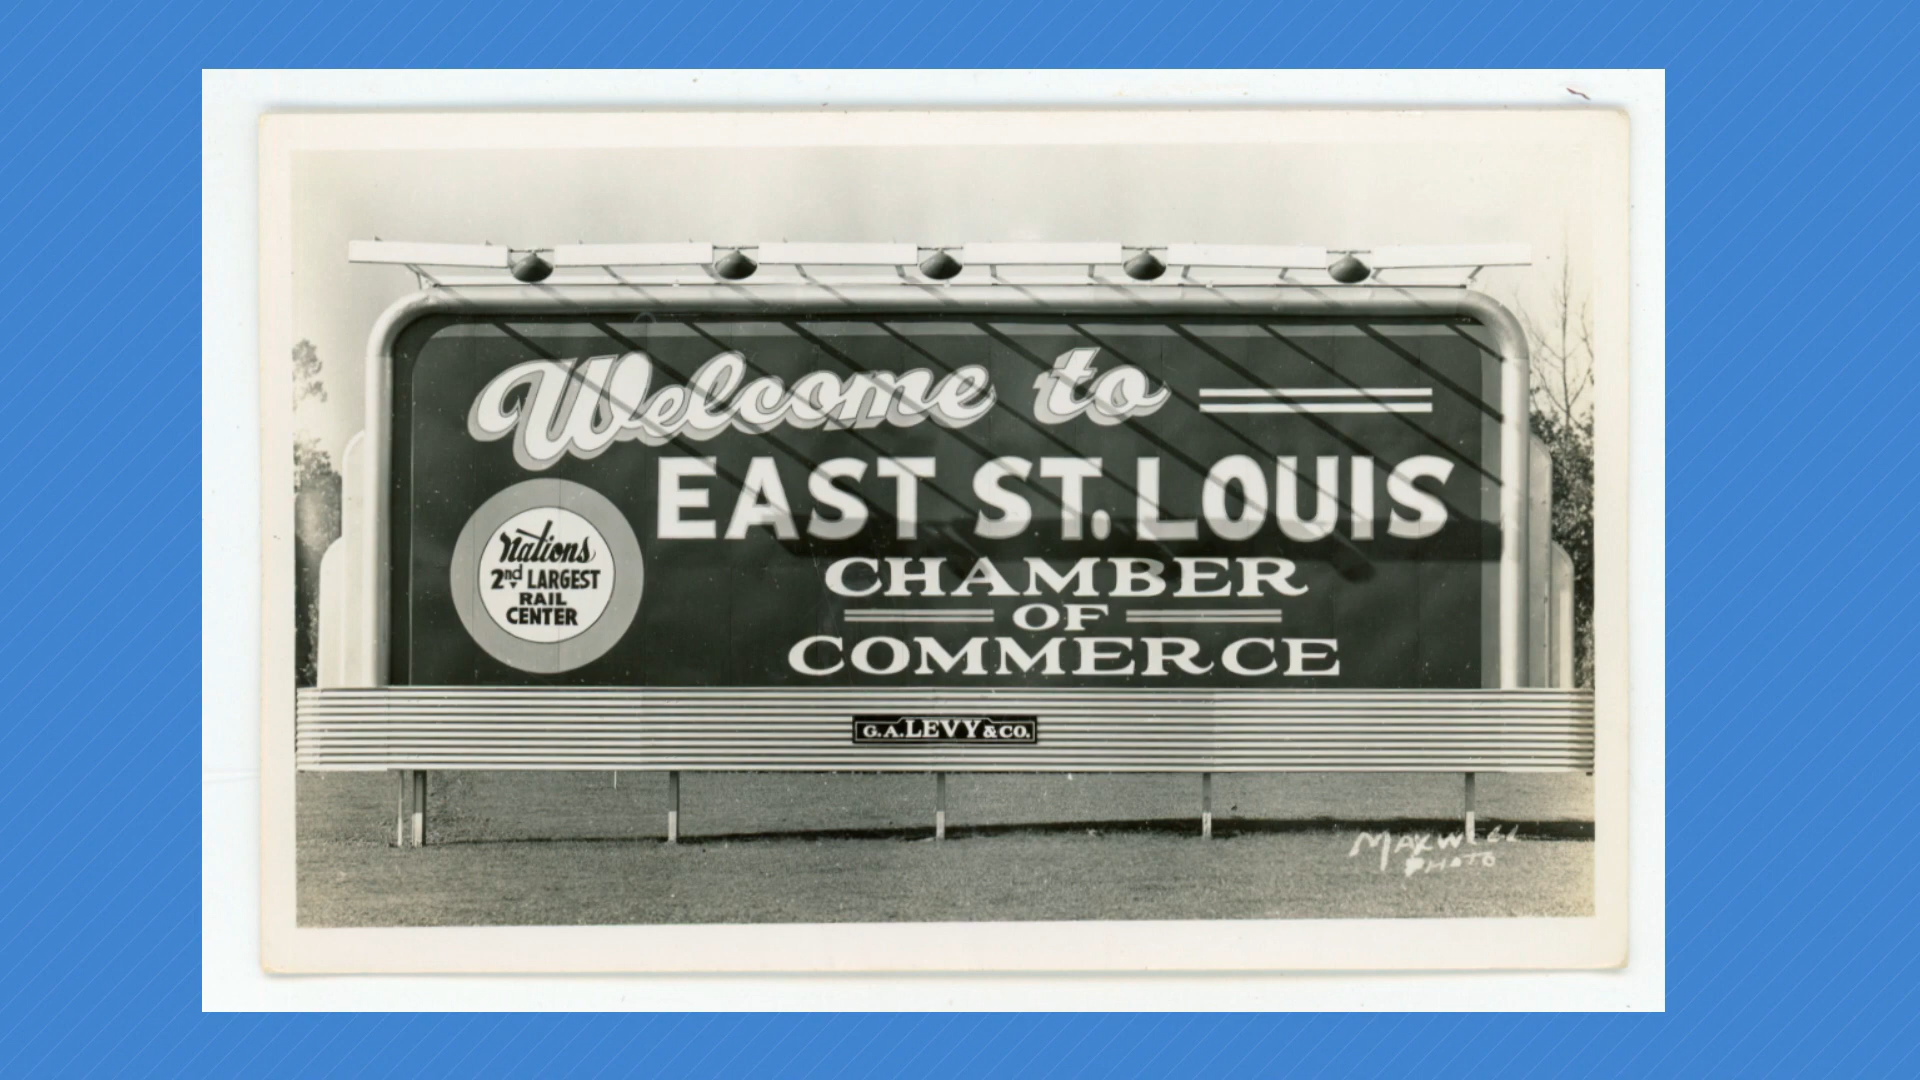 Welcome to
EAST ST. LOUIS
Nations
2nd LARGEST
RAIL
CENTER
CHAMBER
OF
COMMERCE
G.A. LEVY & CO.
MAXWELL
PHOTO